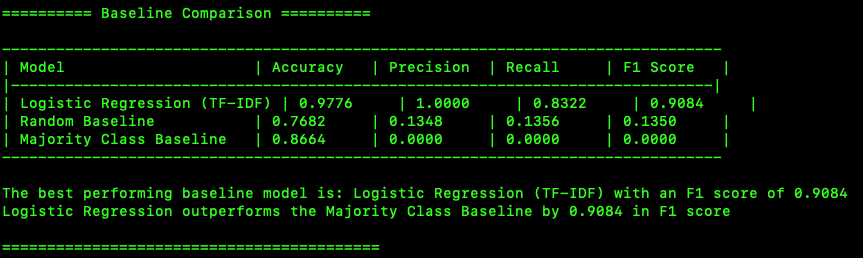 ========== Baseline Comparison ==========
--------------------------------------------------------------------------------
| Model                     | Accuracy   | Precision  | Recall     | F1 Score   |
|------------------------------------------------------------------------------|
| Logistic Regression (TF-IDF) | 0.9776     | 1.0000     | 0.8322     | 0.9084     |
| Random Baseline           | 0.7682     | 0.1348     | 0.1356     | 0.1350     |
| Majority Class Baseline   | 0.8664     | 0.0000     | 0.0000     | 0.0000     |
--------------------------------------------------------------------------------
The best performing baseline model is: Logistic Regression (TF-IDF) with an F1 score of 0.9084
Logistic Regression outperforms the Majority Class Baseline by 0.9084 in F1 score
==========================================